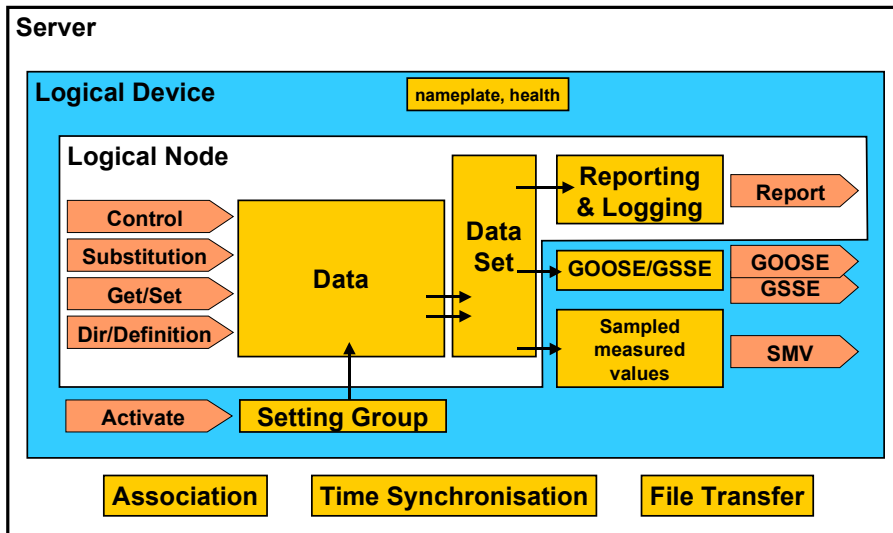 Server
Logical Device
nameplate, health
Logical Node
Control
Substitution
Get/Set
Dir/Definition
Data
Data
Set
Reporting
& Logging
Report
GOOSE/GSSE
GOOSE
GSSE
Sampled
measured
values
SMV
Activate
Setting Group
Association
Time Synchronisation
File Transfer